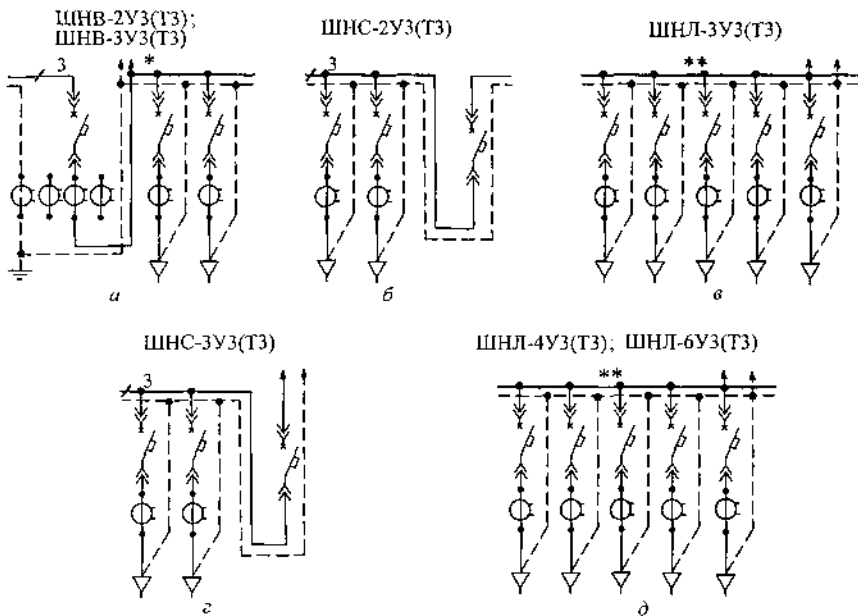 ШНВ-2У3(Т3);
ШНВ-3У3(Т3)
ШНС-2У3(Т3)
ШНЛ-3У3(Т3)
3
*
3
**
а
б
в
ШНС-3У3(Т3)
ШНЛ-4У3(Т3); ШНЛ-6У3(Т3)
3
**
г
д